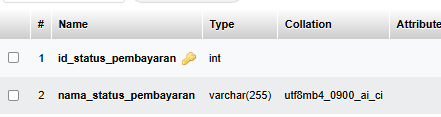 # Name Type Collation Attribute
1 id_status_pembayaran int
2 nama_status_pembayaran varchar(255) utf8mb4_0900_ai_ci